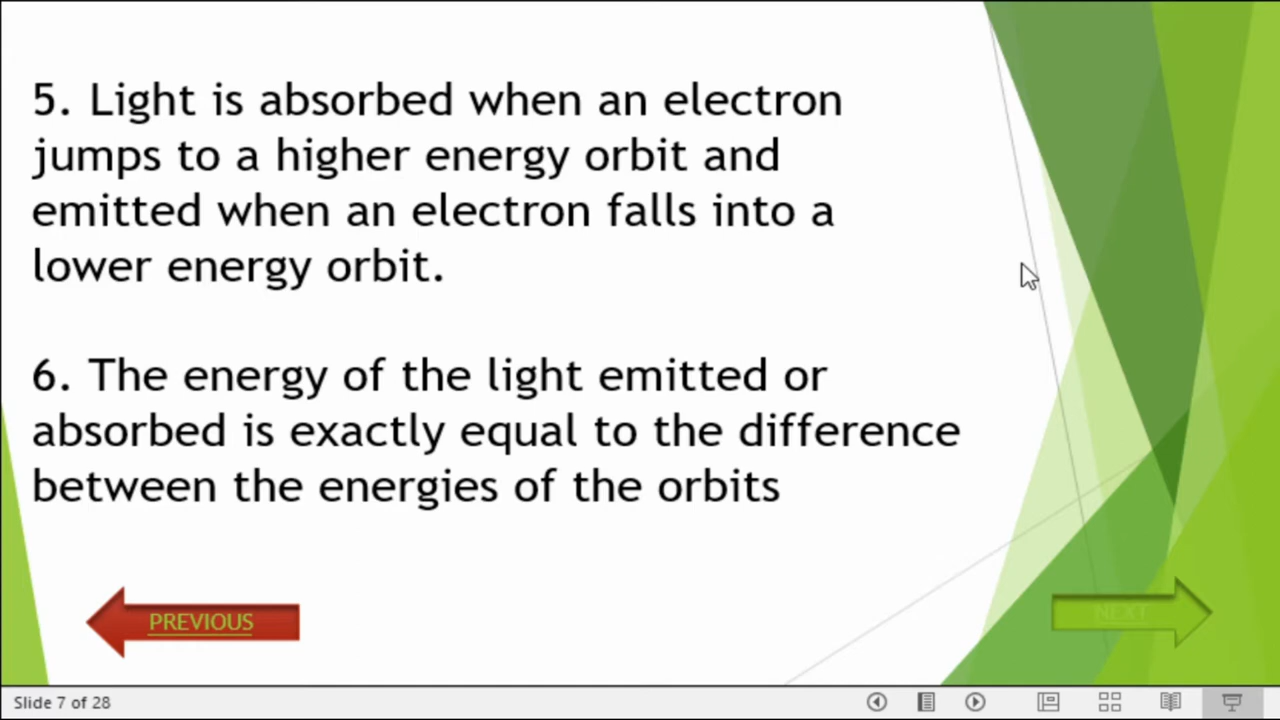 5. Light is absorbed when an electron
jumps to a higher energy orbit and
emitted when an electron falls into a
lower energy orbit.
6. The energy of the light emitted or
absorbed is exactly equal to the difference
between the energies of the orbits
PREVIOUS
NEXT
Slide 7 of 28